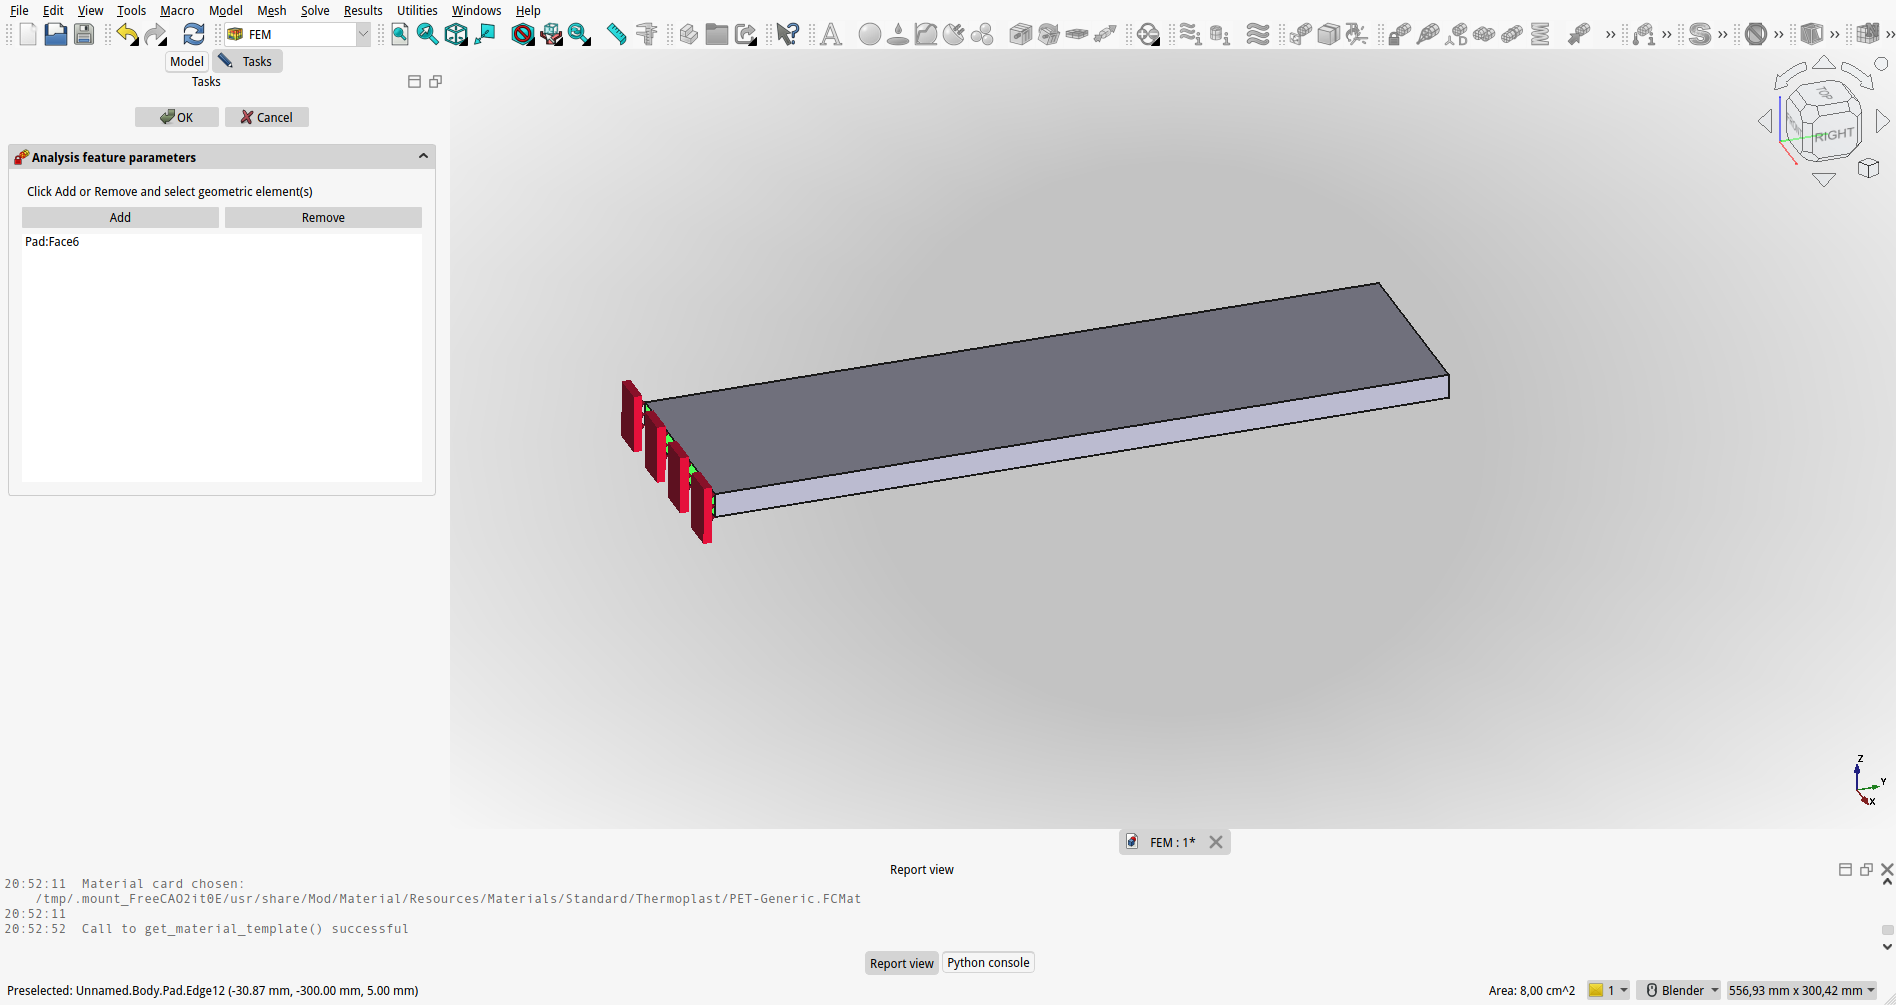 File Edit View Tools Macro Model Mesh Solve Results Utilities Windows Help
FEM
Model Tasks
Tasks
OK Cancel
Analysis feature parameters
Click Add or Remove and select geometric element(s)
Add Remove
Pad:Face6
TOP
RIGHT
Z
Y
X
FEM : 1*
Report view
20:52:11 Material card chosen:
/tmp/.mount_FreeCAO2it0E/usr/share/Mod/Material/Resources/Materials/Standard/Thermoplast/PET-Generic.FCMat
20:52:11
20:52:52 Call to get_material_template() successful
Report view Python console
Preselected: Unnamed.Body.Pad.Edge12 (-30.87 mm, -300.00 mm, 5.00 mm) Area: 8,00 cm^2 1 Blender 556,93 mm x 300,42 mm